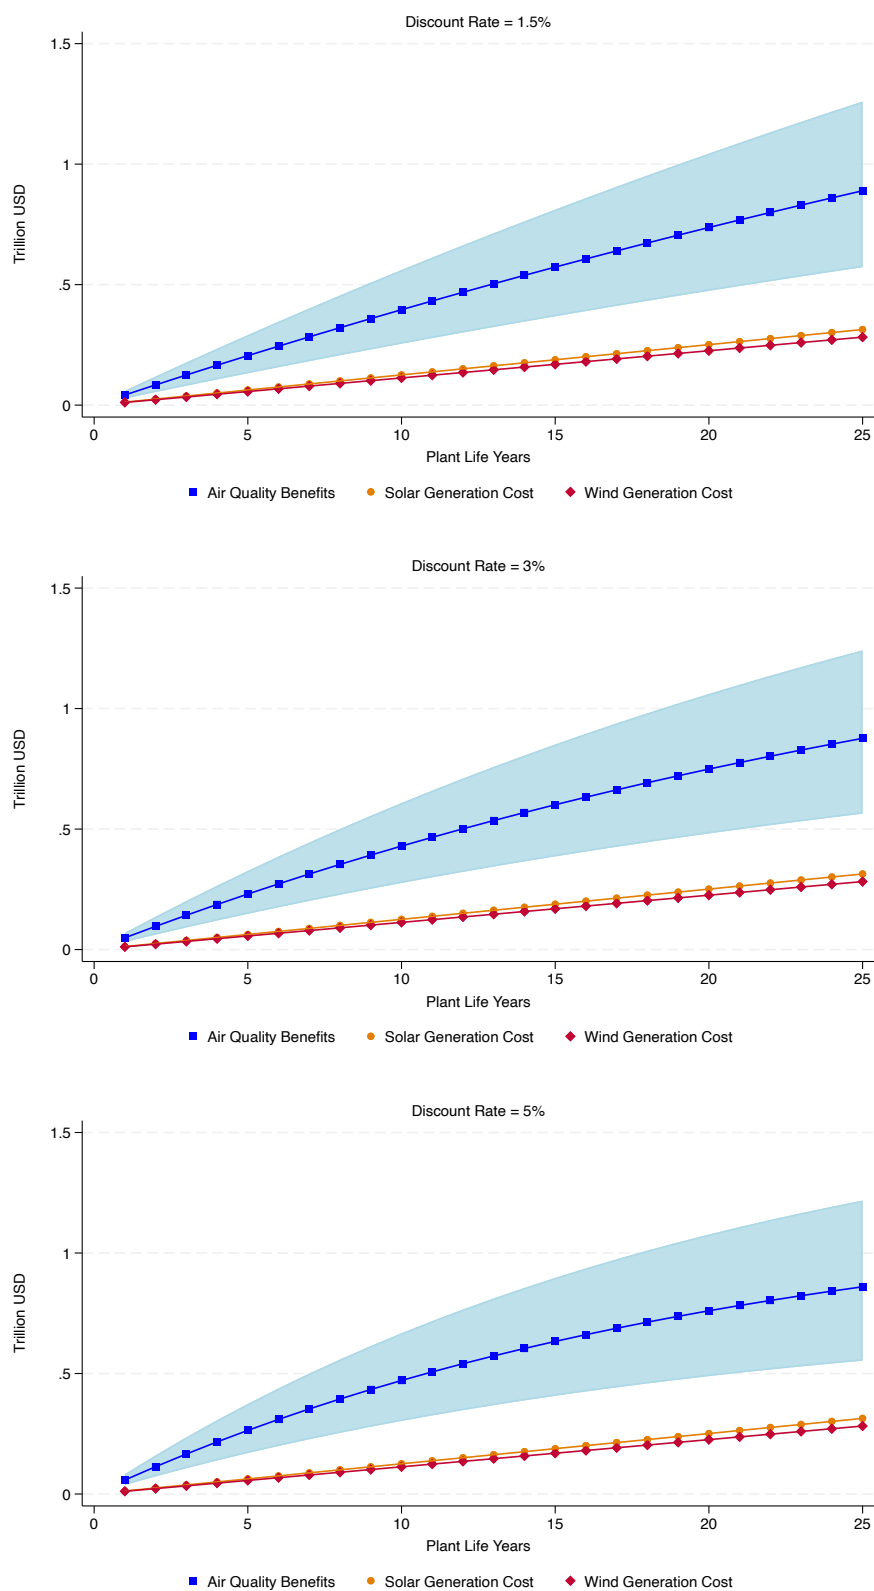 Discount Rate = 1.5%
1.5
1
.5
0
Trillion USD
0 5 10 15 20 25
Plant Life Years
Air Quality Benefits Solar Generation Cost Wind Generation Cost
Discount Rate = 3%
1.5
1
.5
0
Trillion USD
0 5 10 15 20 25
Plant Life Years
Air Quality Benefits Solar Generation Cost Wind Generation Cost
Discount Rate = 5%
1.5
1
.5
0
Trillion USD
0 5 10 15 20 25
Plant Life Years
Air Quality Benefits Solar Generation Cost Wind Generation Cost